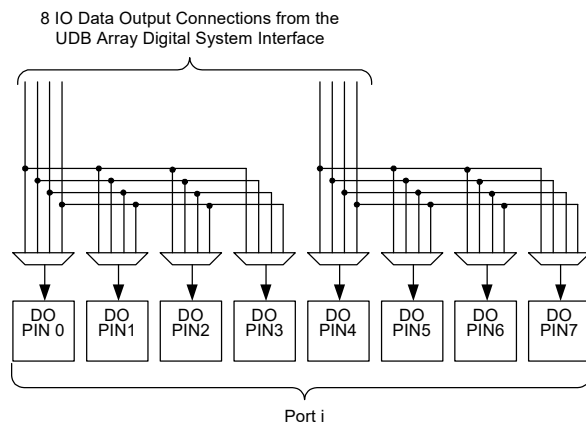 8 IO Data Output Connections from the
UDB Array Digital System Interface
DO
PIN 0
DO
PIN1
DO
PIN2
DO
PIN3
DO
PIN4
DO
PIN5
DO
PIN6
DO
PIN7
Port i